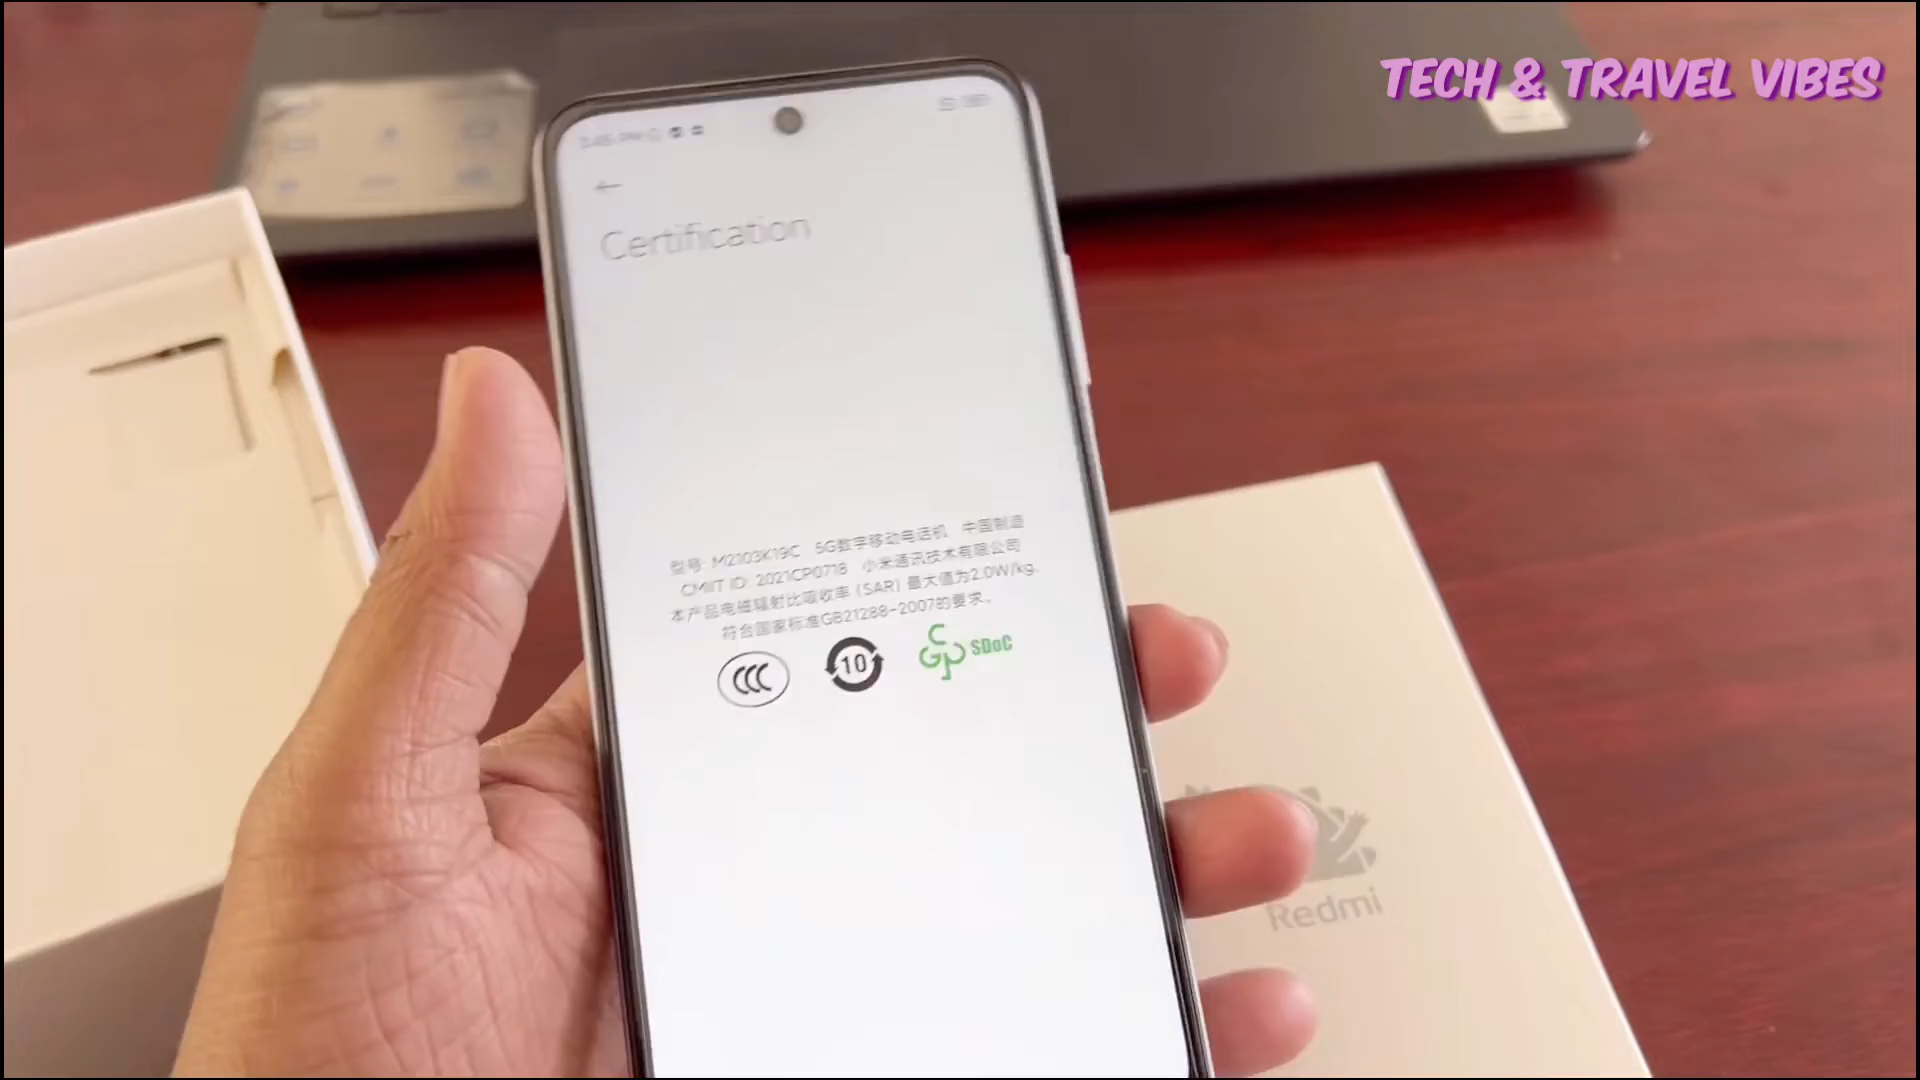 TECH & TRAVEL VIBES
←
Certification
型号: M2103K19C 5G数字移动电话机 中国制造
CMIIT ID: 2021CP0718 小米通讯技术有限公司
本产品电磁辐射比吸收率 (SAR) 最大值为2.0W/kg,
符合国家标准GB21288-2007的要求。
CCC
10
CGP SDoC
Redmi